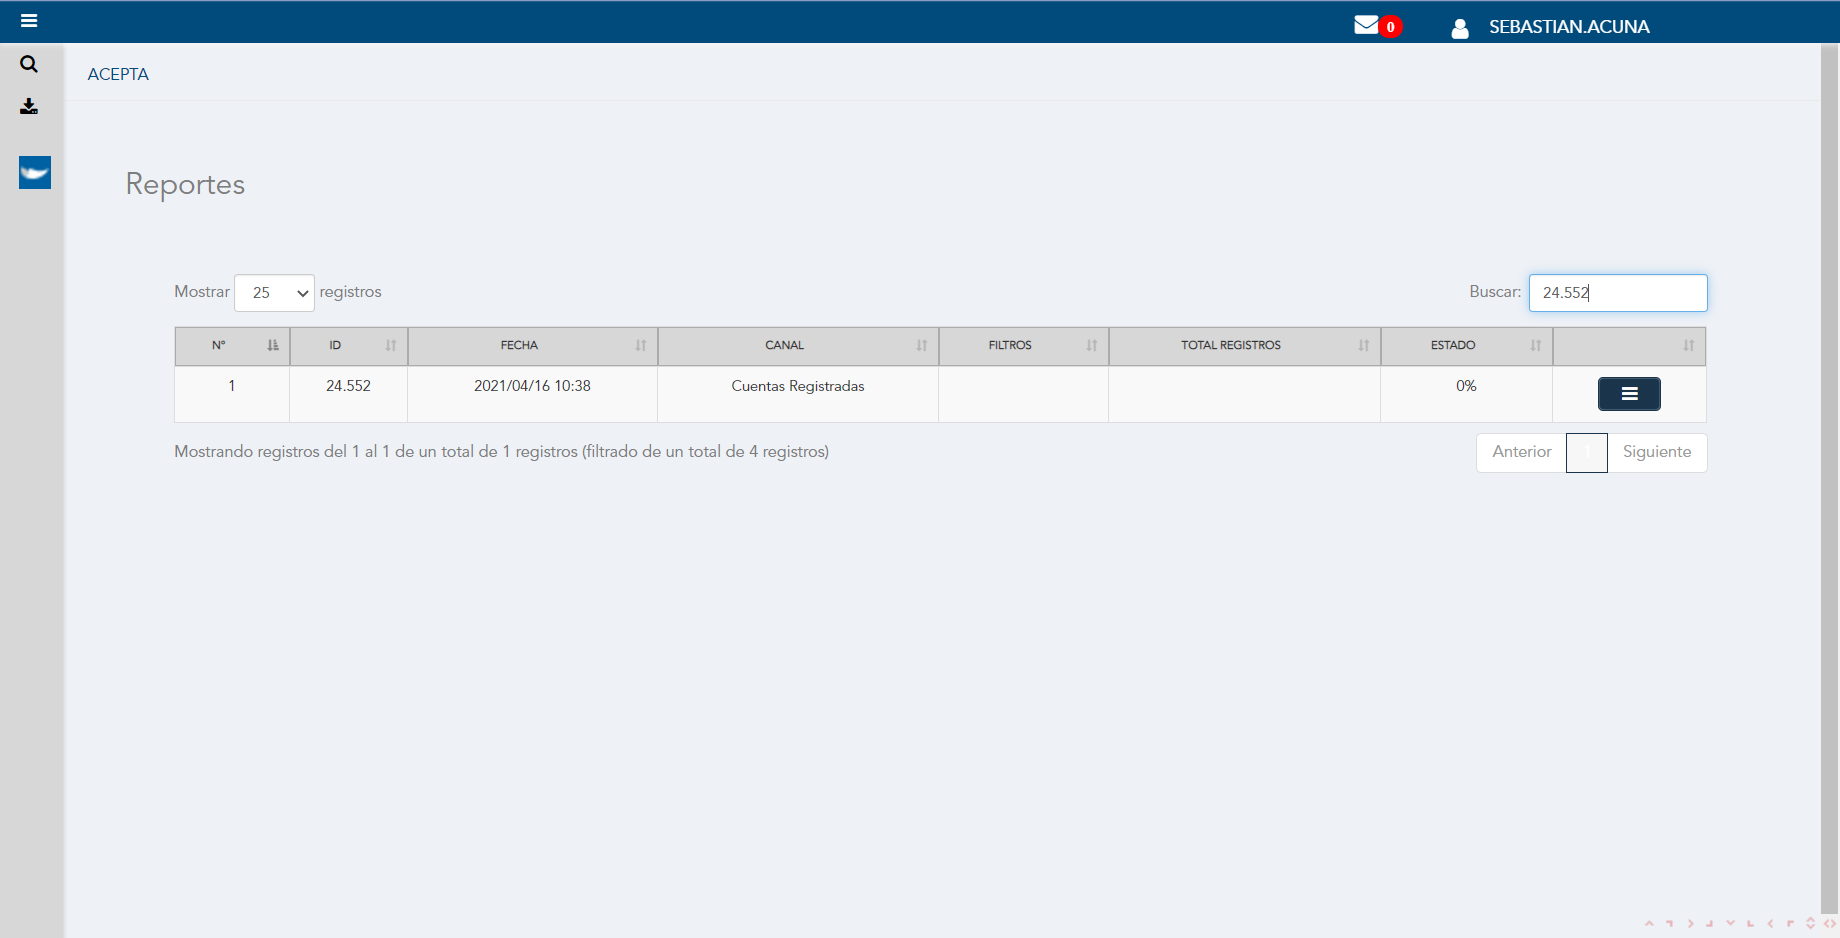 0
SEBASTIAN.ACUNA
ACEPTA
Reportes
Mostrar 25 registros
Buscar: 24.552
N° ID FECHA CANAL FILTROS TOTAL REGISTROS ESTADO
1 24.552 2021/04/16 10:38 Cuentas Registradas 0%
Mostrando registros del 1 al 1 de un total de 1 registros (filtrado de un total de 4 registros)
Anterior 1 Siguiente